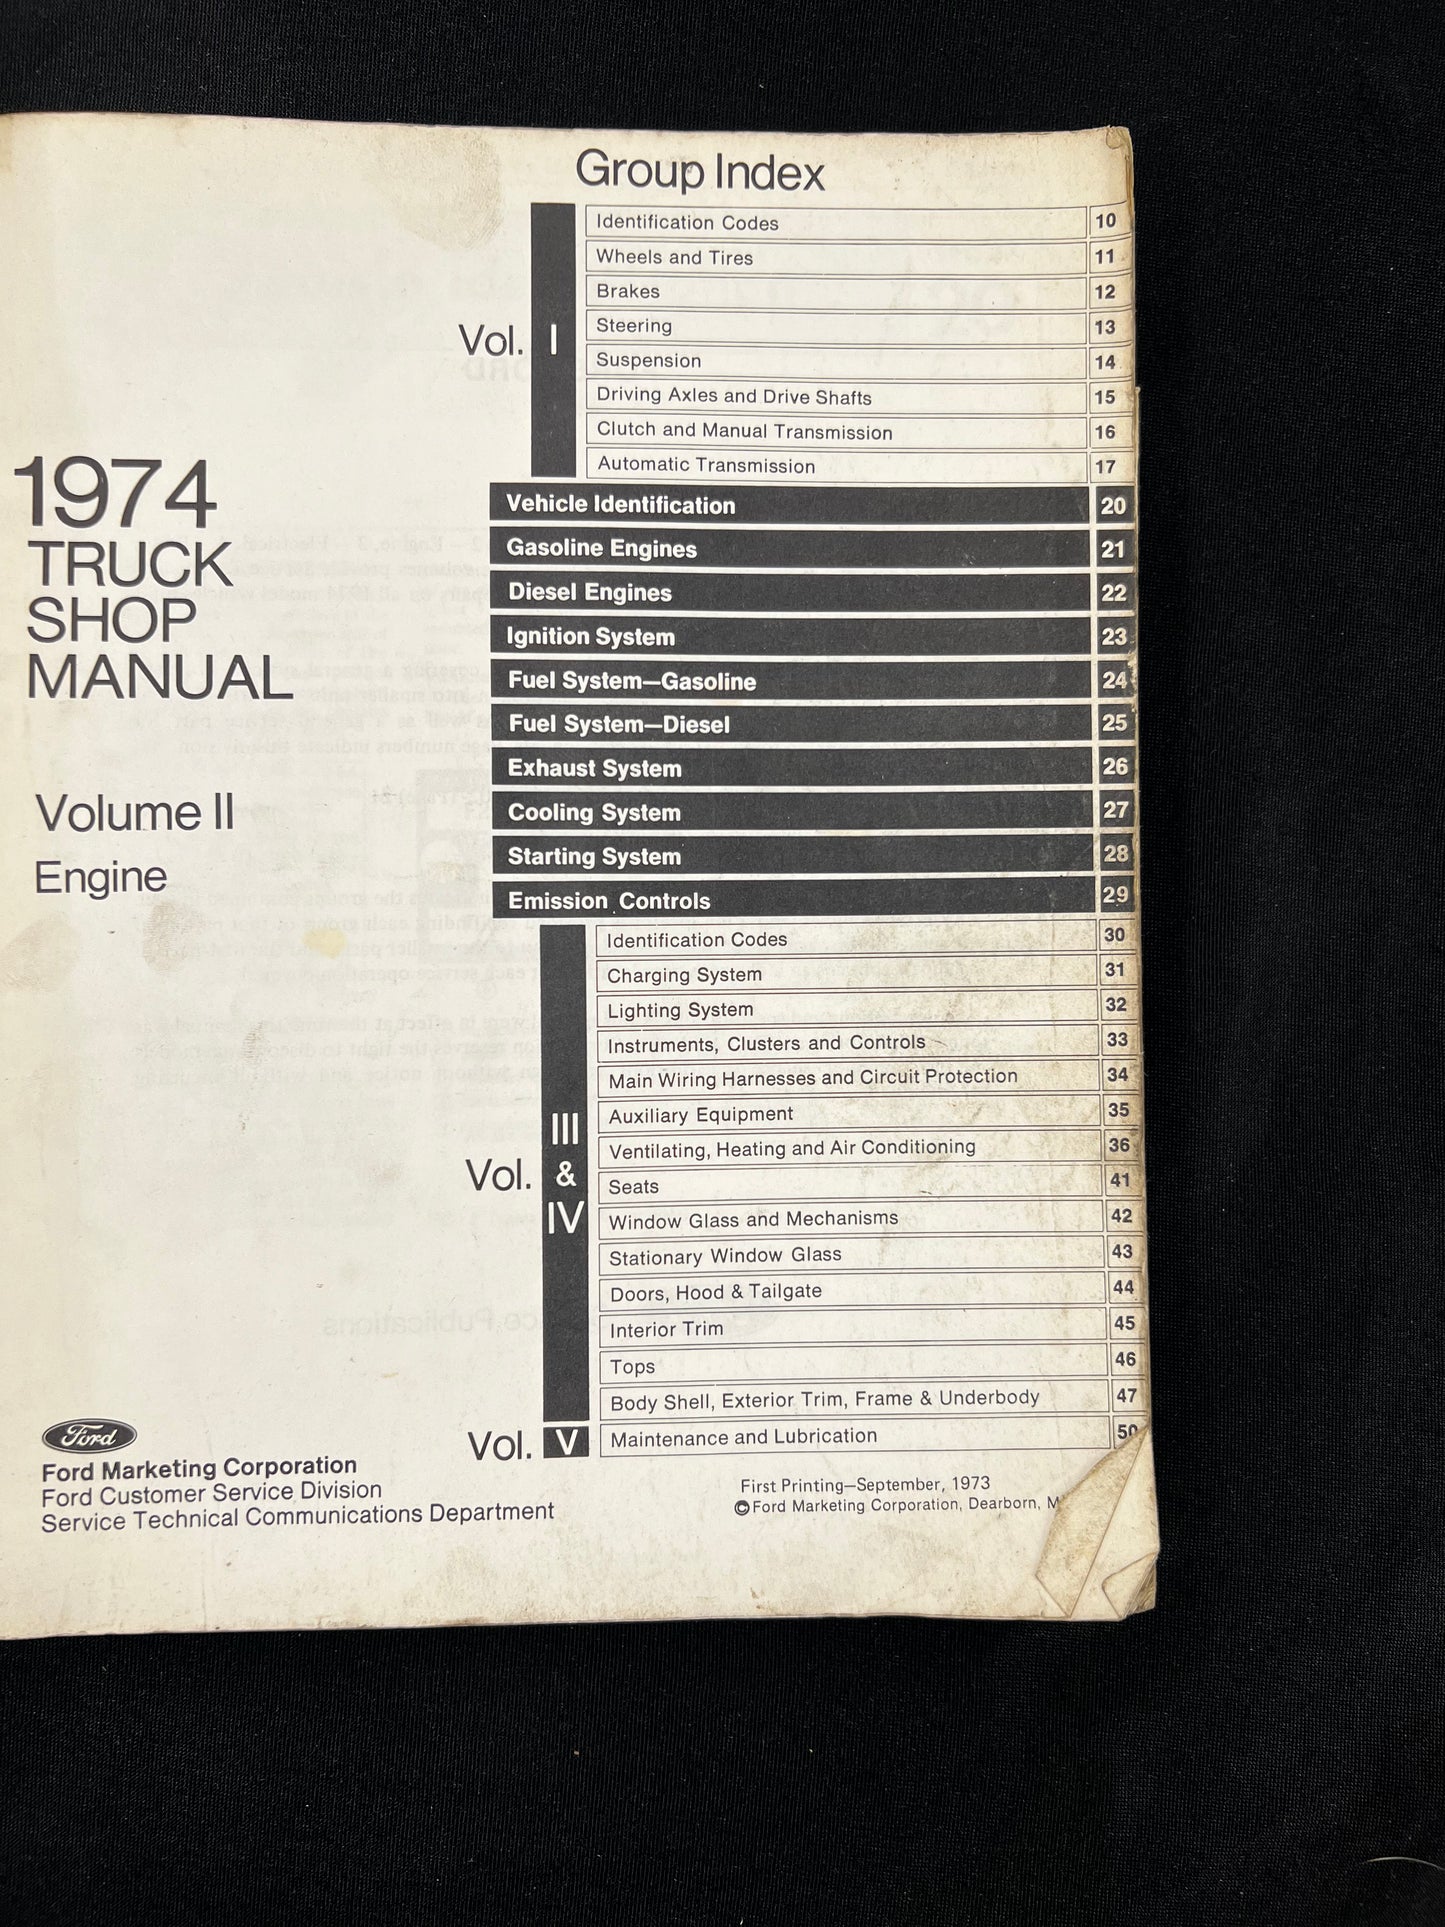 Group Index
Vol. I
Identification Codes 10
Wheels and Tires 11
Brakes 12
Steering 13
Suspension 14
Driving Axles and Drive Shafts 15
Clutch and Manual Transmission 16
Automatic Transmission 17
1974
TRUCK
SHOP
MANUAL
Volume II
Engine
Vehicle Identification 20
Gasoline Engines 21
Diesel Engines 22
Ignition System 23
Fuel System—Gasoline 24
Fuel System—Diesel 25
Exhaust System 26
Cooling System 27
Starting System 28
Emission Controls 29
Vol. III & IV
Identification Codes 30
Charging System 31
Lighting System 32
Instruments, Clusters and Controls 33
Main Wiring Harnesses and Circuit Protection 34
Auxiliary Equipment 35
Ventilating, Heating and Air Conditioning 36
Seats 41
Window Glass and Mechanisms 42
Stationary Window Glass 43
Doors, Hood & Tailgate 44
Interior Trim 45
Tops 46
Body Shell, Exterior Trim, Frame & Underbody 47
Vol. V
Maintenance and Lubrication 50
Ford
Ford Marketing Corporation
Ford Customer Service Division
Service Technical Communications Department
First Printing—September, 1973
© Ford Marketing Corporation, Dearborn, M